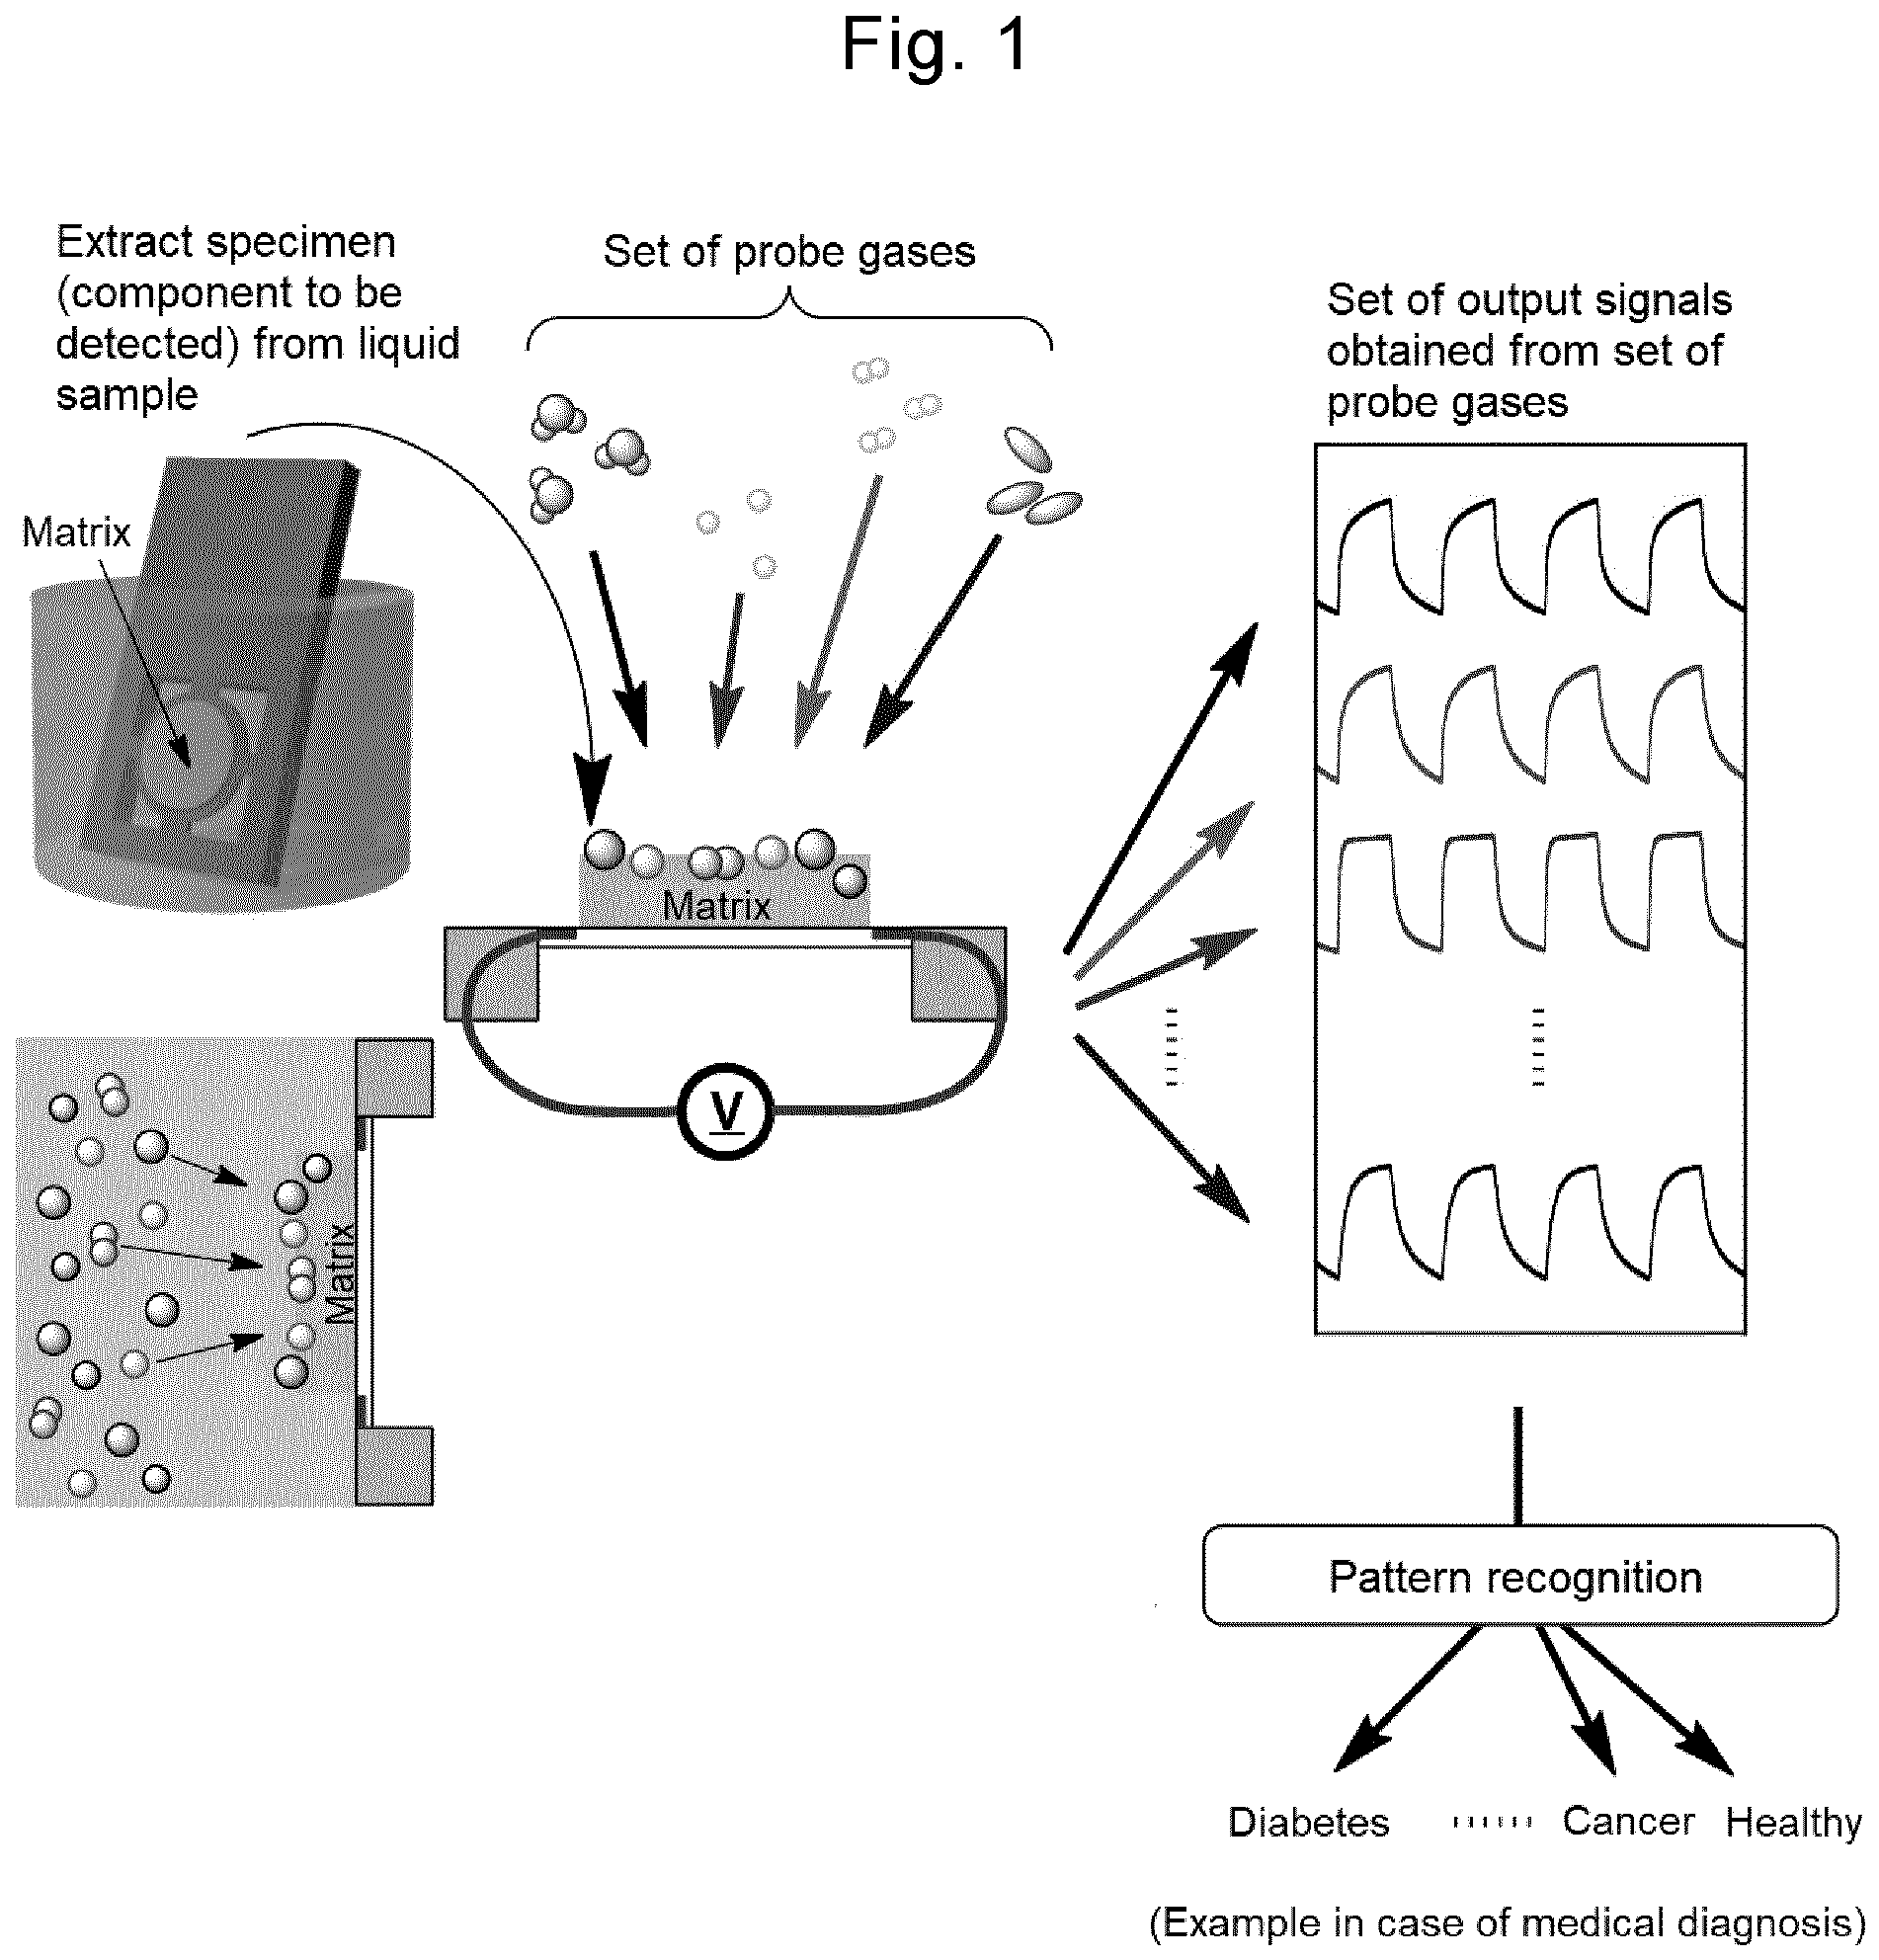 Fig. 1
Extract specimen
(component to be
detected) from liquid
sample
Set of probe gases
Set of output signals
obtained from set of
probe gases
Matrix
Matrix
V
Matrix
Pattern recognition
Diabetes
Cancer
Healthy
(Example in case of medical diagnosis)